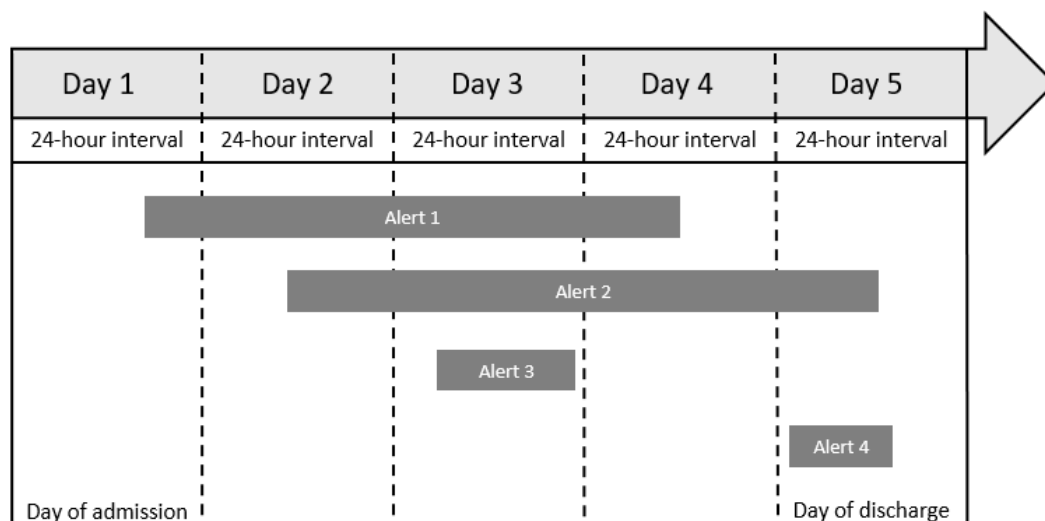 Day 1 Day 2 Day 3 Day 4 Day 5
24-hour interval 24-hour interval 24-hour interval 24-hour interval 24-hour interval
Alert 1
Alert 2
Alert 3
Alert 4
Day of admission Day of discharge